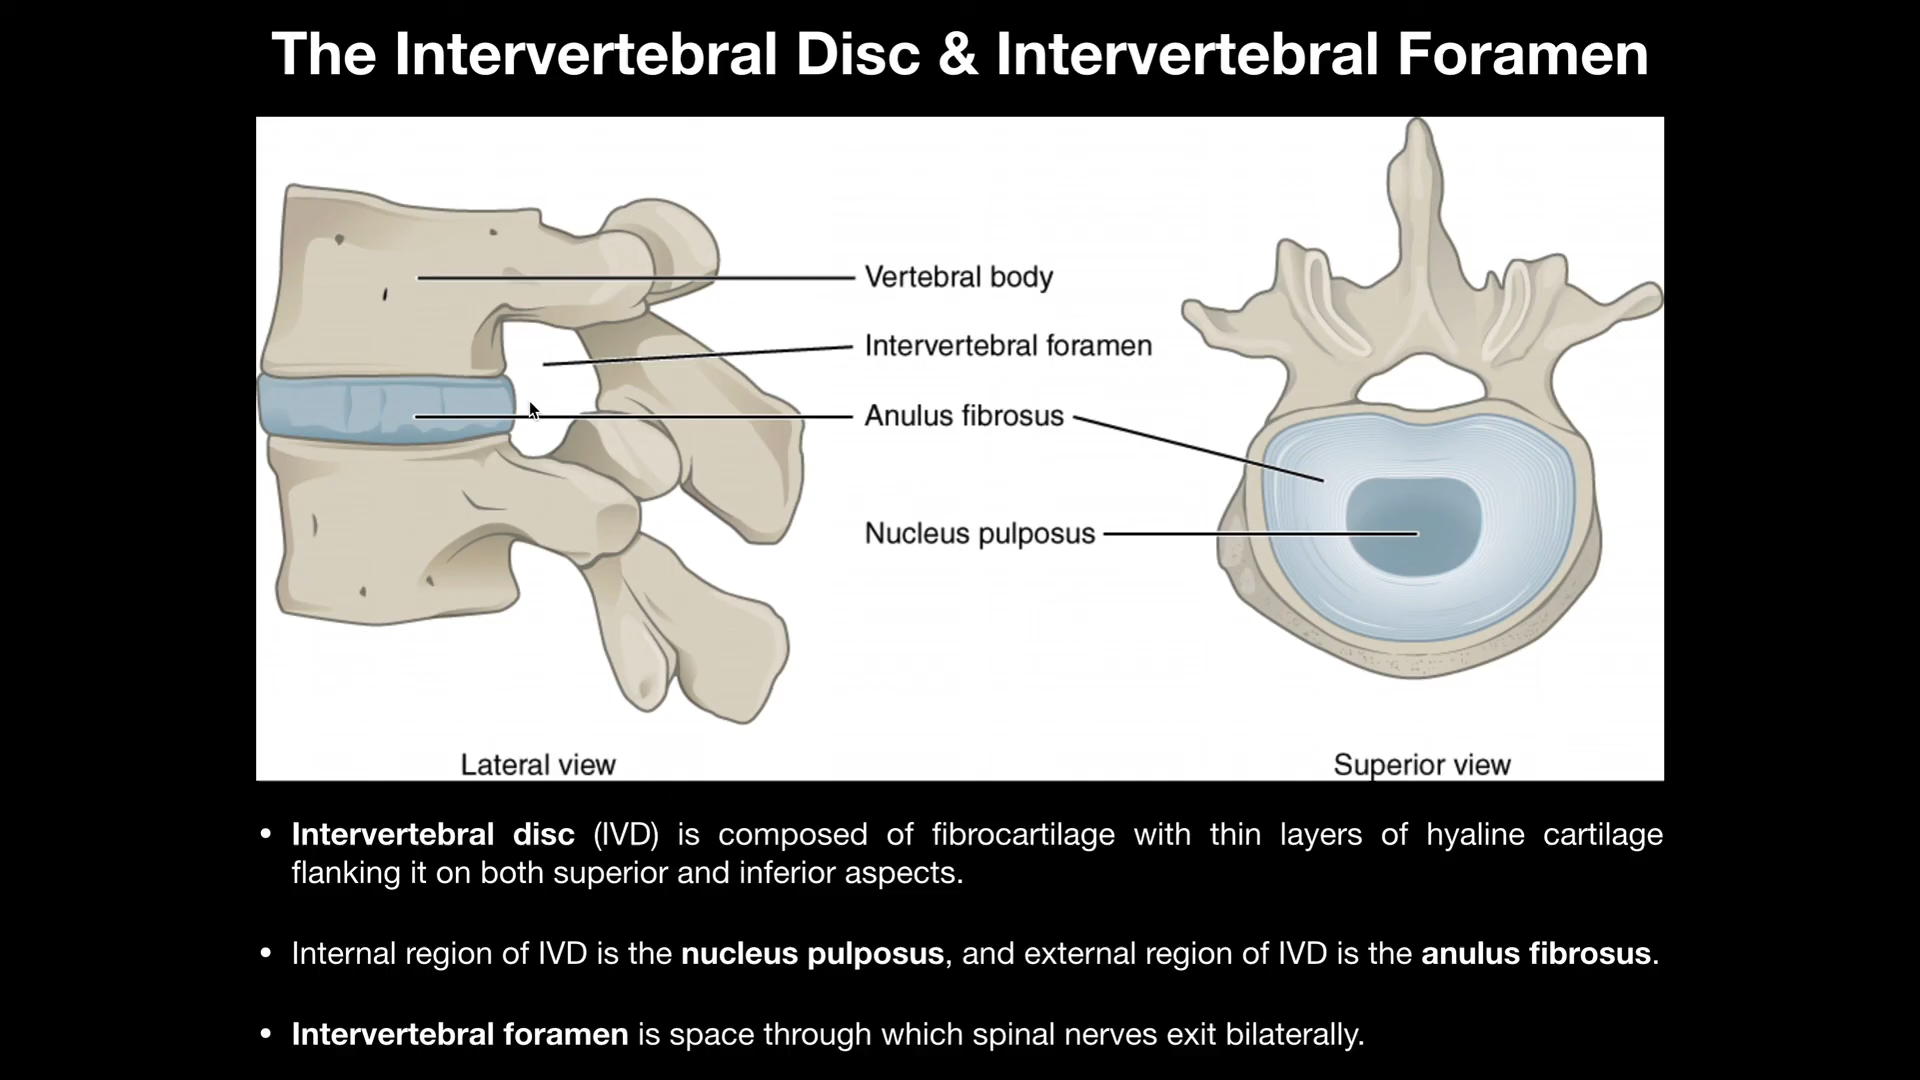 The Intervertebral Disc & Intervertebral Foramen
Vertebral body
Intervertebral foramen
Anulus fibrosus
Nucleus pulposus
Lateral view
Superior view
• Intervertebral disc (IVD) is composed of fibrocartilage with thin layers of hyaline cartilage
flanking it on both superior and inferior aspects.
• Internal region of IVD is the nucleus pulposus, and external region of IVD is the anulus fibrosus.
• Intervertebral foramen is space through which spinal nerves exit bilaterally.